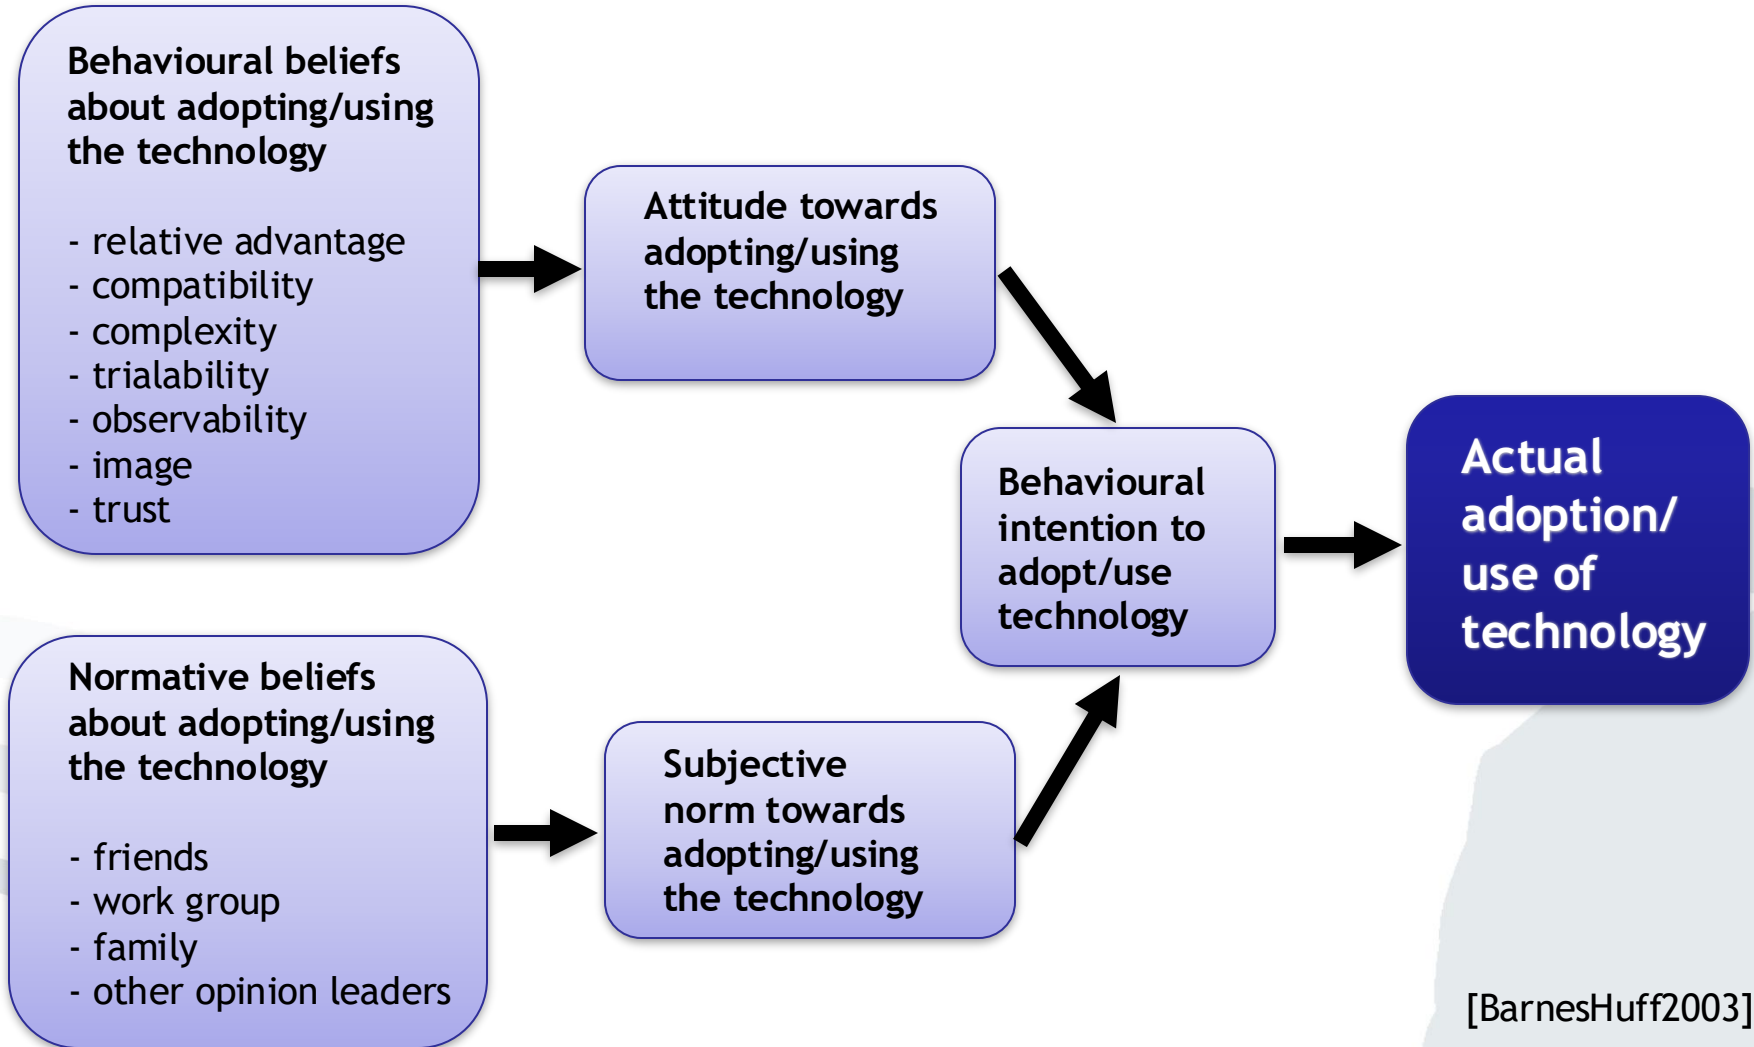 Behavioural beliefs
about adopting/using
the technology
- relative advantage
- compatibility
- complexity
- trialability
- observability
- image
- trust
Attitude towards
adopting/using
the technology
Normative beliefs
about adopting/using
the technology
- friends
- work group
- family
- other opinion leaders
Subjective
norm towards
adopting/using
the technology
Behavioural
intention to
adopt/use
technology
Actual
adoption/
use of
technology
[BarnesHuff2003]